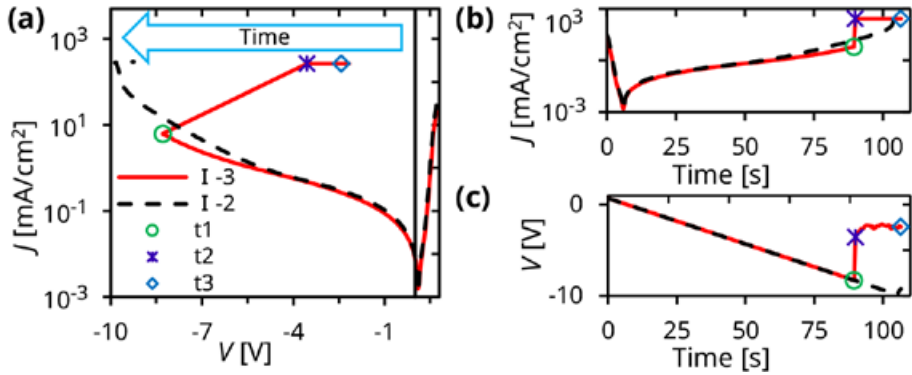 (a)
10³
10¹
10⁻¹
10⁻³
J [mA/cm²]
Time
I -3
I -2
t1
t2
t3
-10 -7 -4 -1
V [V]
(b)
10³
10⁻³
J [mA/cm²]
0 25 50 75 100
Time [s]
(c)
0
-10
V [V]
0 25 50 75 100
Time [s]